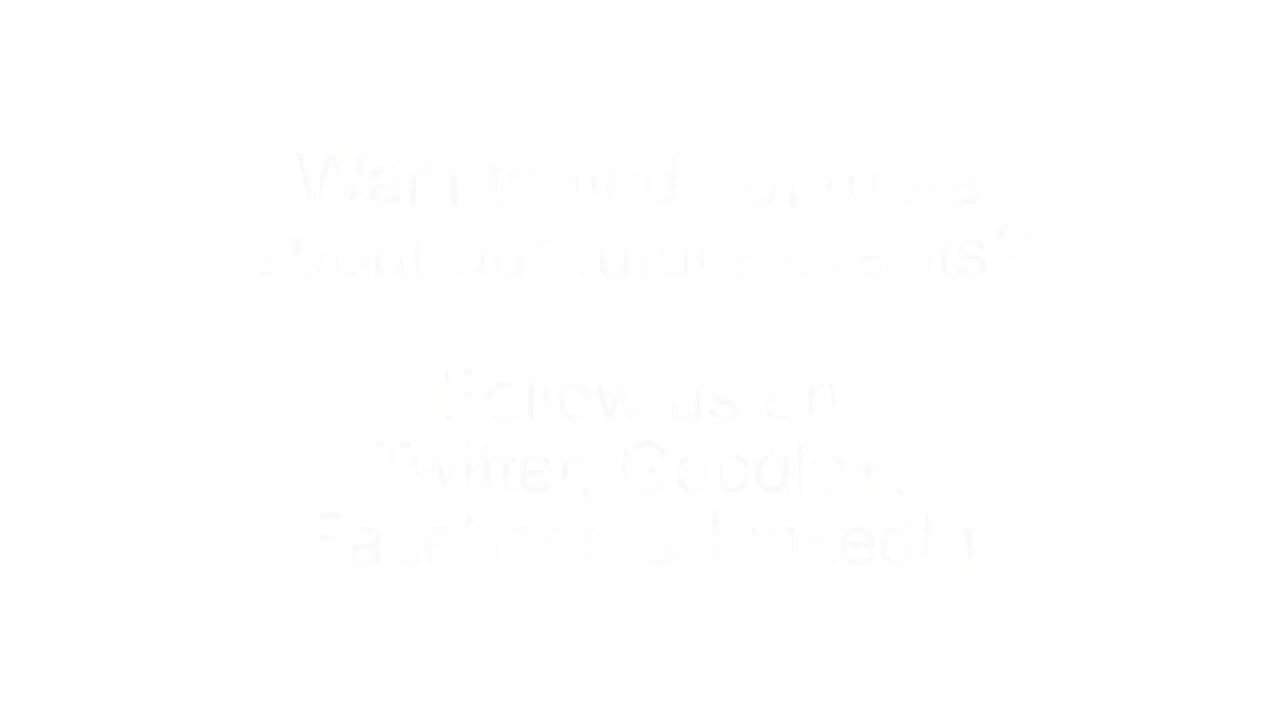 Want to find out more
about our future events?
Follow us on
Twitter, Google+,
Facebook & LinkedIn